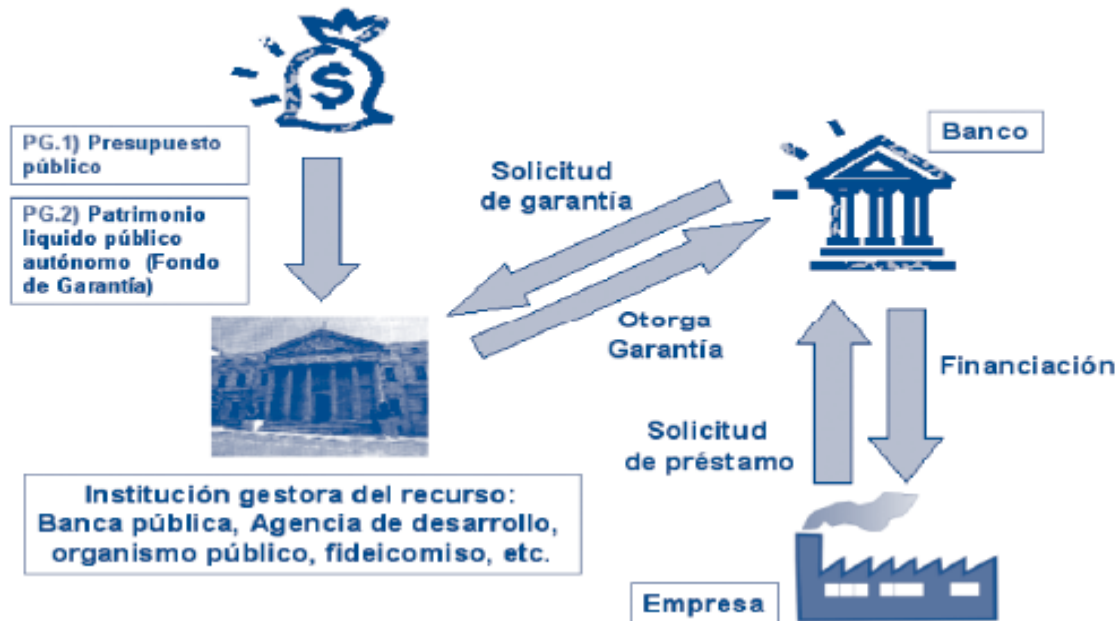 $
PG.1) Presupuesto
público
PG.2) Patrimonio
liquido público
autónomo (Fondo
de Garantía)
Solicitud
de garantía
Banco
Otorga
Garantía
Financiación
Solicitud
de préstamo
Institución gestora del recurso:
Banca pública, Agencia de desarrollo,
organismo público, fideicomiso, etc.
Empresa